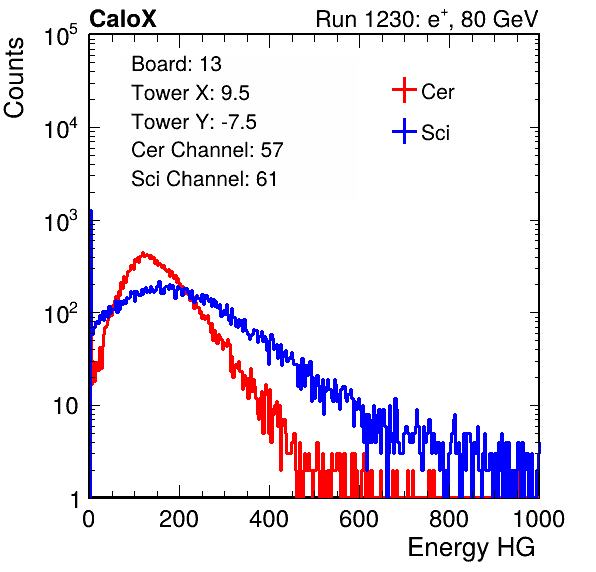 CaloX Run 1230: e⁺, 80 GeV
Counts
Board: 13
Tower X: 9.5
Tower Y: -7.5
Cer Channel: 57
Sci Channel: 61
Cer
Sci
10⁵
10⁴
10³
10²
10
1
0 200 400 600 800 1000
Energy HG